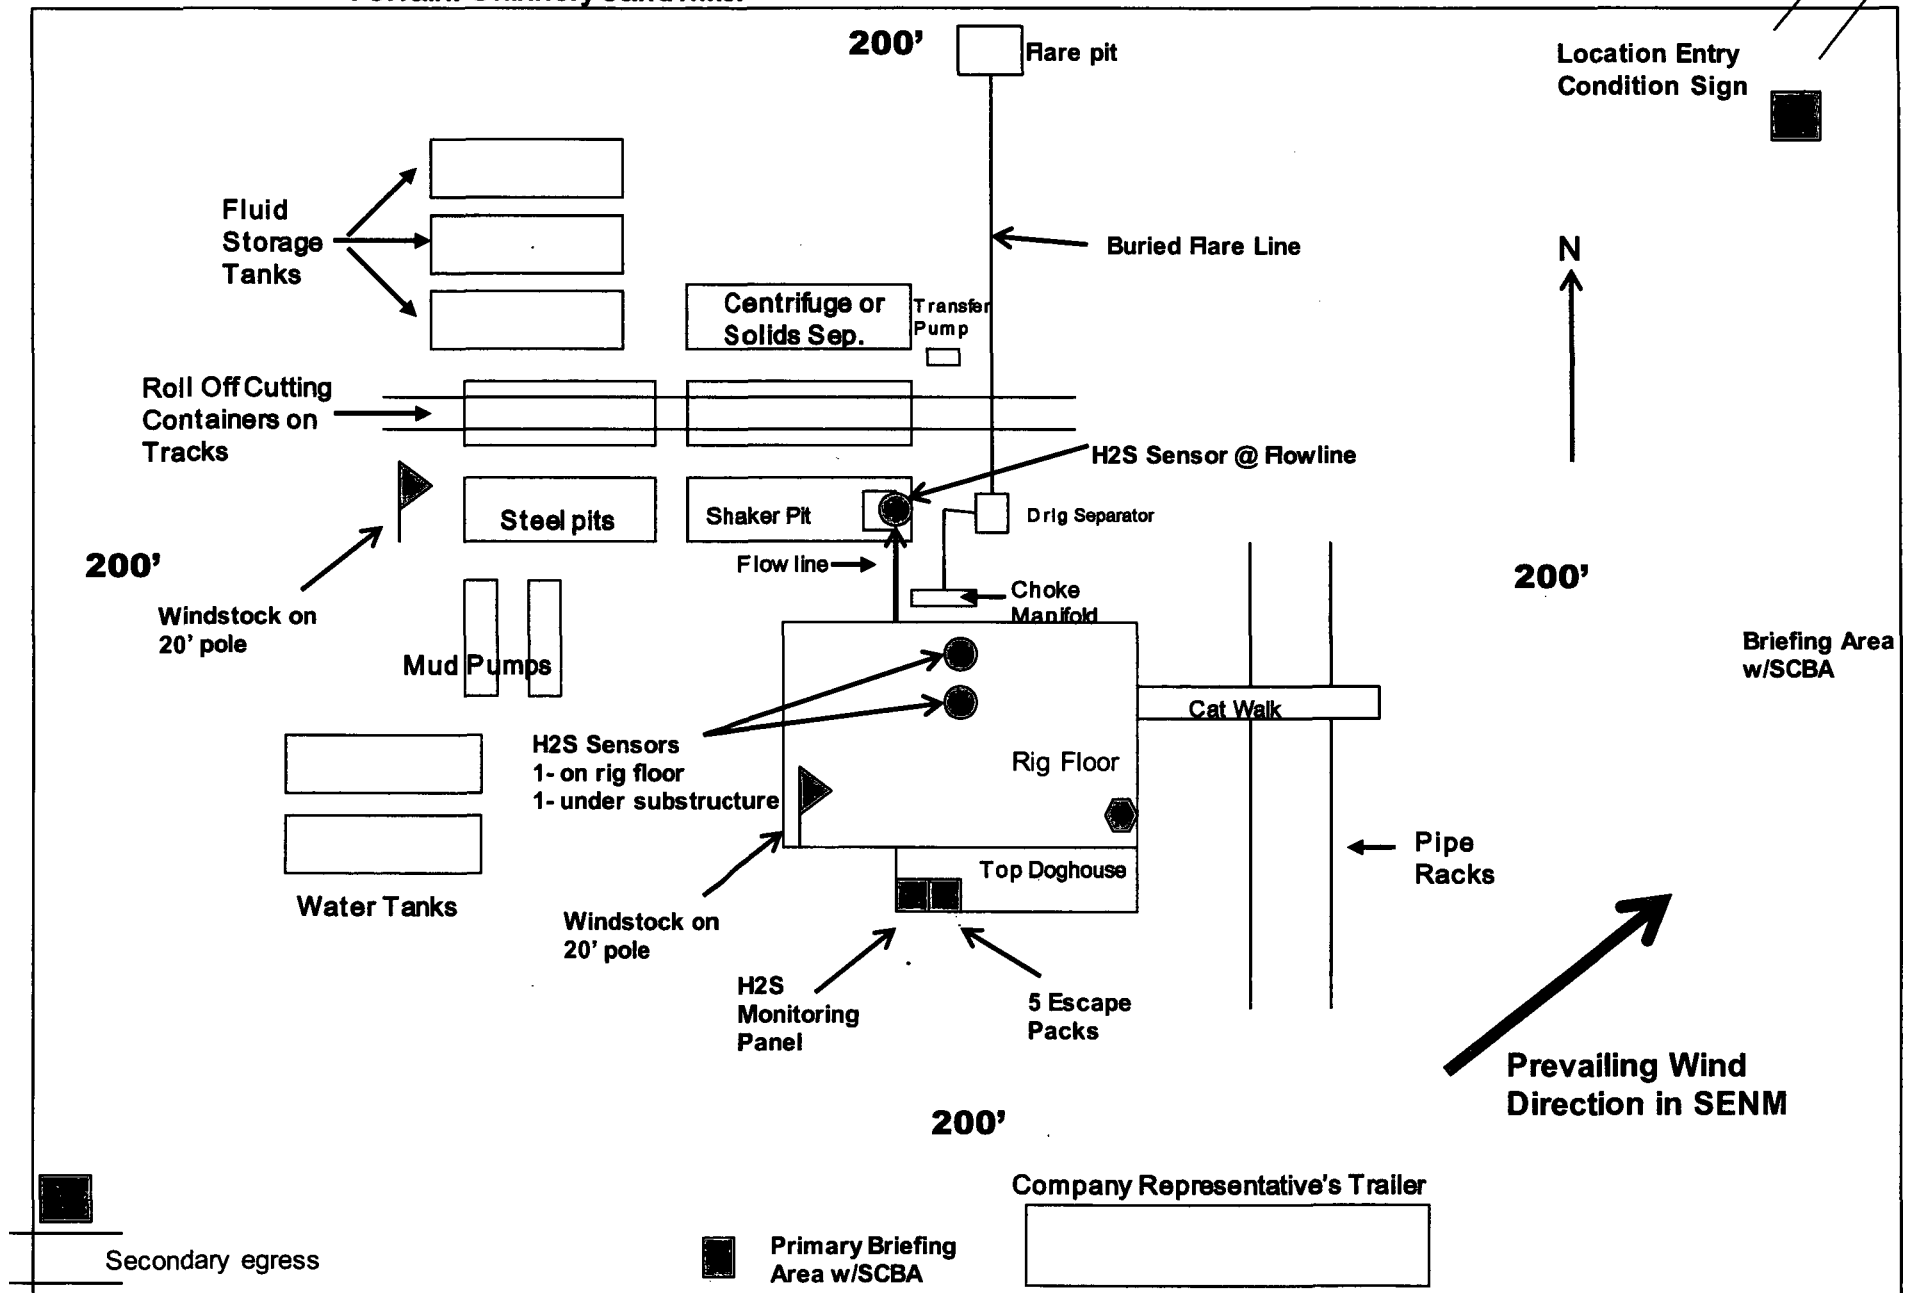 200’
Flare pit
Location Entry
Condition Sign
Fluid
Storage
Tanks
Buried Flare Line
N
Centrifuge or
Solids Sep.
Transfer
Pump
Roll Off Cutting
Containers on
Tracks
H2S Sensor @ Flowline
Steel pits
Shaker Pit
Drlg Separator
200’
Flow line
200’
Choke
Manifold
Windstock on
20’ pole
Mud Pumps
Briefing Area
w/SCBA
Cat Walk
H2S Sensors
1- on rig floor
1- under substructure
Rig Floor
Pipe
Racks
Top Doghouse
Water Tanks
Windstock on
20’ pole
H2S
Monitoring
Panel
5 Escape
Packs
Prevailing Wind
Direction in SENM
200’
Company Representative's Trailer
Secondary egress
Primary Briefing
Area w/SCBA